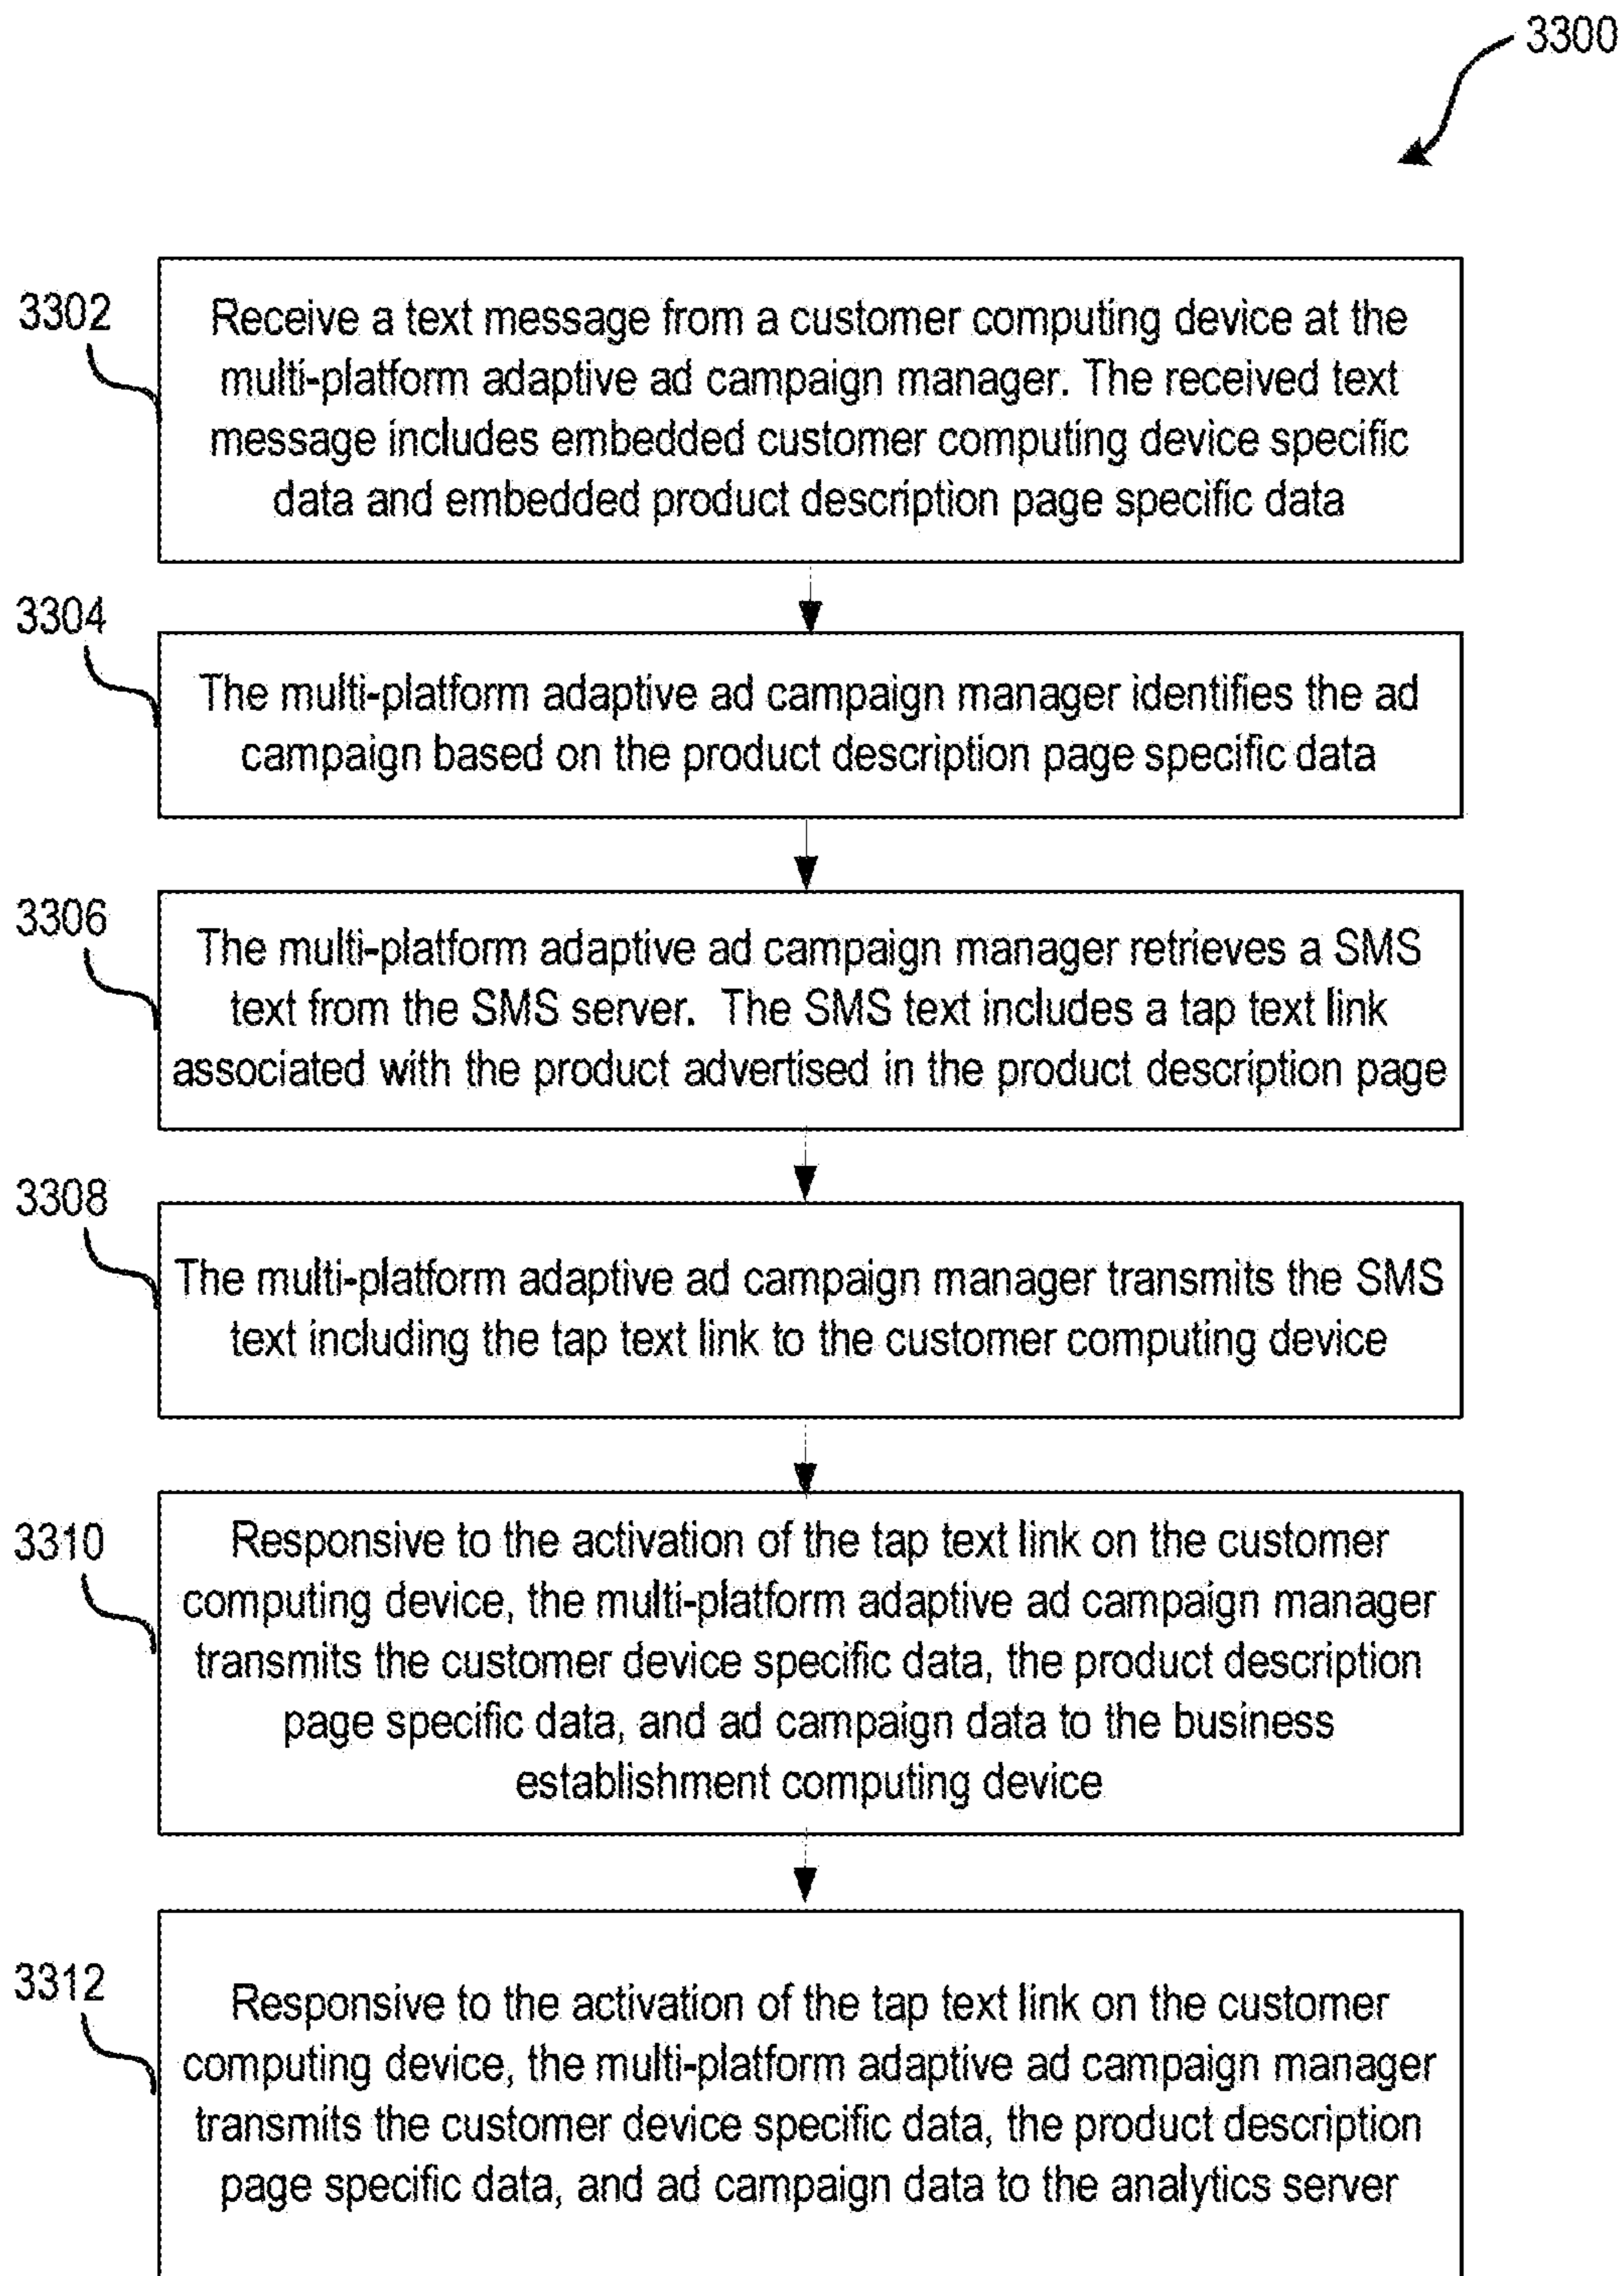 3300
3302
Receive a text message from a customer computing device at the
multi-platform adaptive ad campaign manager. The received text
message includes embedded customer computing device specific
data and embedded product description page specific data
3304
The multi-platform adaptive ad campaign manager identifies the ad
campaign based on the product description page specific data
3306
The multi-platform adaptive ad campaign manager retrieves a SMS
text from the SMS server. The SMS text includes a tap text link
associated with the product advertised in the product description page
3308
The multi-platform adaptive ad campaign manager transmits the SMS
text including the tap text link to the customer computing device
3310
Responsive to the activation of the tap text link on the customer
computing device, the multi-platform adaptive ad campaign manager
transmits the customer device specific data, the product description
page specific data, and ad campaign data to the business
establishment computing device
3312
Responsive to the activation of the tap text link on the customer
computing device, the multi-platform adaptive ad campaign manager
transmits the customer device specific data, the product description
page specific data, and ad campaign data to the analytics server